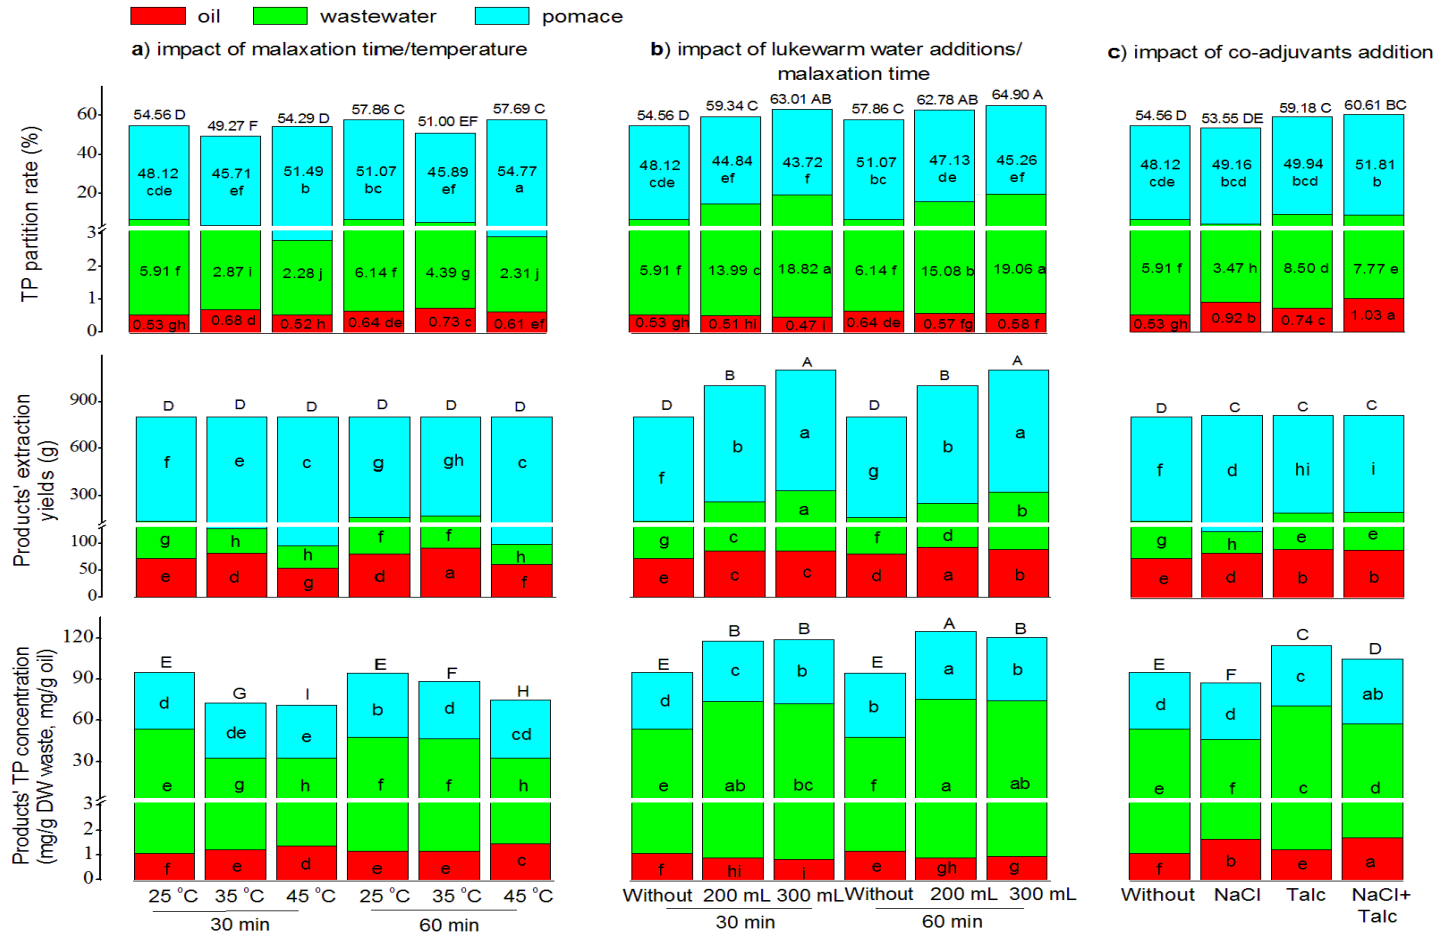 oil wastewater pomace
a) impact of malaxation time/temperature
b) impact of lukewarm water additions/
malaxation time
c) impact of co-adjuvants addition
TP partition rate (%)
60
40
20
3
2
1
0
54.56 D 49.27 F 54.29 D 57.86 C 51.00 EF 57.69 C
48.12 45.71 51.49 51.07 45.89 54.77
cde ef b bc ef a
5.91 f 2.87 i 2.28 j 6.14 f 4.39 g 2.31 j
0.53 gh 0.68 d 0.52 h 0.64 de 0.73 c 0.61 ef
54.56 D 59.34 C 63.01 AB 57.86 C 62.78 AB 64.90 A
48.12 44.84 43.72 51.07 47.13 45.26
cde ef f bc de ef
5.91 f 13.99 c 18.82 a 6.14 f 15.08 b 19.06 a
0.53 gh 0.51 hi 0.47 i 0.64 de 0.57 fg 0.58 f
54.56 D 53.55 DE 59.18 C 60.61 BC
48.12 49.16 49.94 51.81
cde bcd bcd b
5.91 f 3.47 h 8.50 d 7.77 e
0.53 gh 0.92 b 0.74 c 1.03 a
Products' extraction
yields (g)
900
600
300
100
50
0
D D D D D D
f e c g gh c
g h h f f h
e d g d a f
D B A D B A
f b a g b a
g c a f d b
e c c d a b
D C C C
f d hi i
g h e e
e d b b
Products' TP concentration
(mg/g DW waste, mg/g oil)
120
90
60
30
3
2
1
0
E G I E F H
d de e b d cd
e g h f f h
f e d e e c
E B B E A B
d c b b a b
e ab bc f a ab
f hi i e gh g
E F C D
d d c ab
e f c d
f b e a
25 °C 35 °C 45 °C 25 °C 35 °C 45 °C
30 min 60 min
Without 200 mL 300 mL Without 200 mL 300 mL
30 min 60 min
Without NaCl Talc NaCl+
Talc